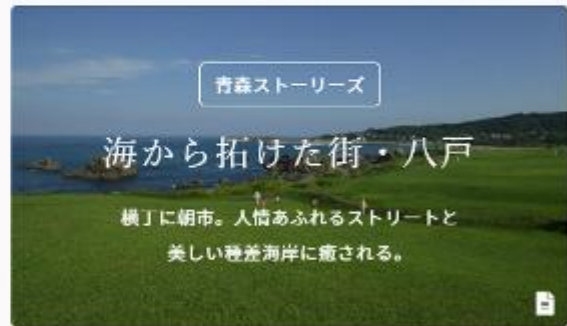 青森ストーリーズ
海から拓けた街・八戸
横丁に朝市。人情あふれるストリートと
美しい種差海岸に癒される。